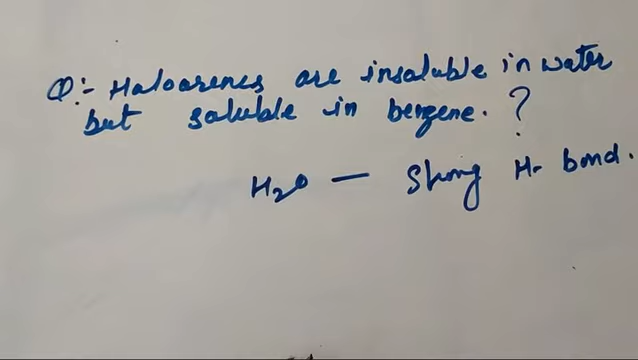 Q:- Haloarenes are insoluble in water
but soluble in benzene. ?
H2O — Strong H- bond.